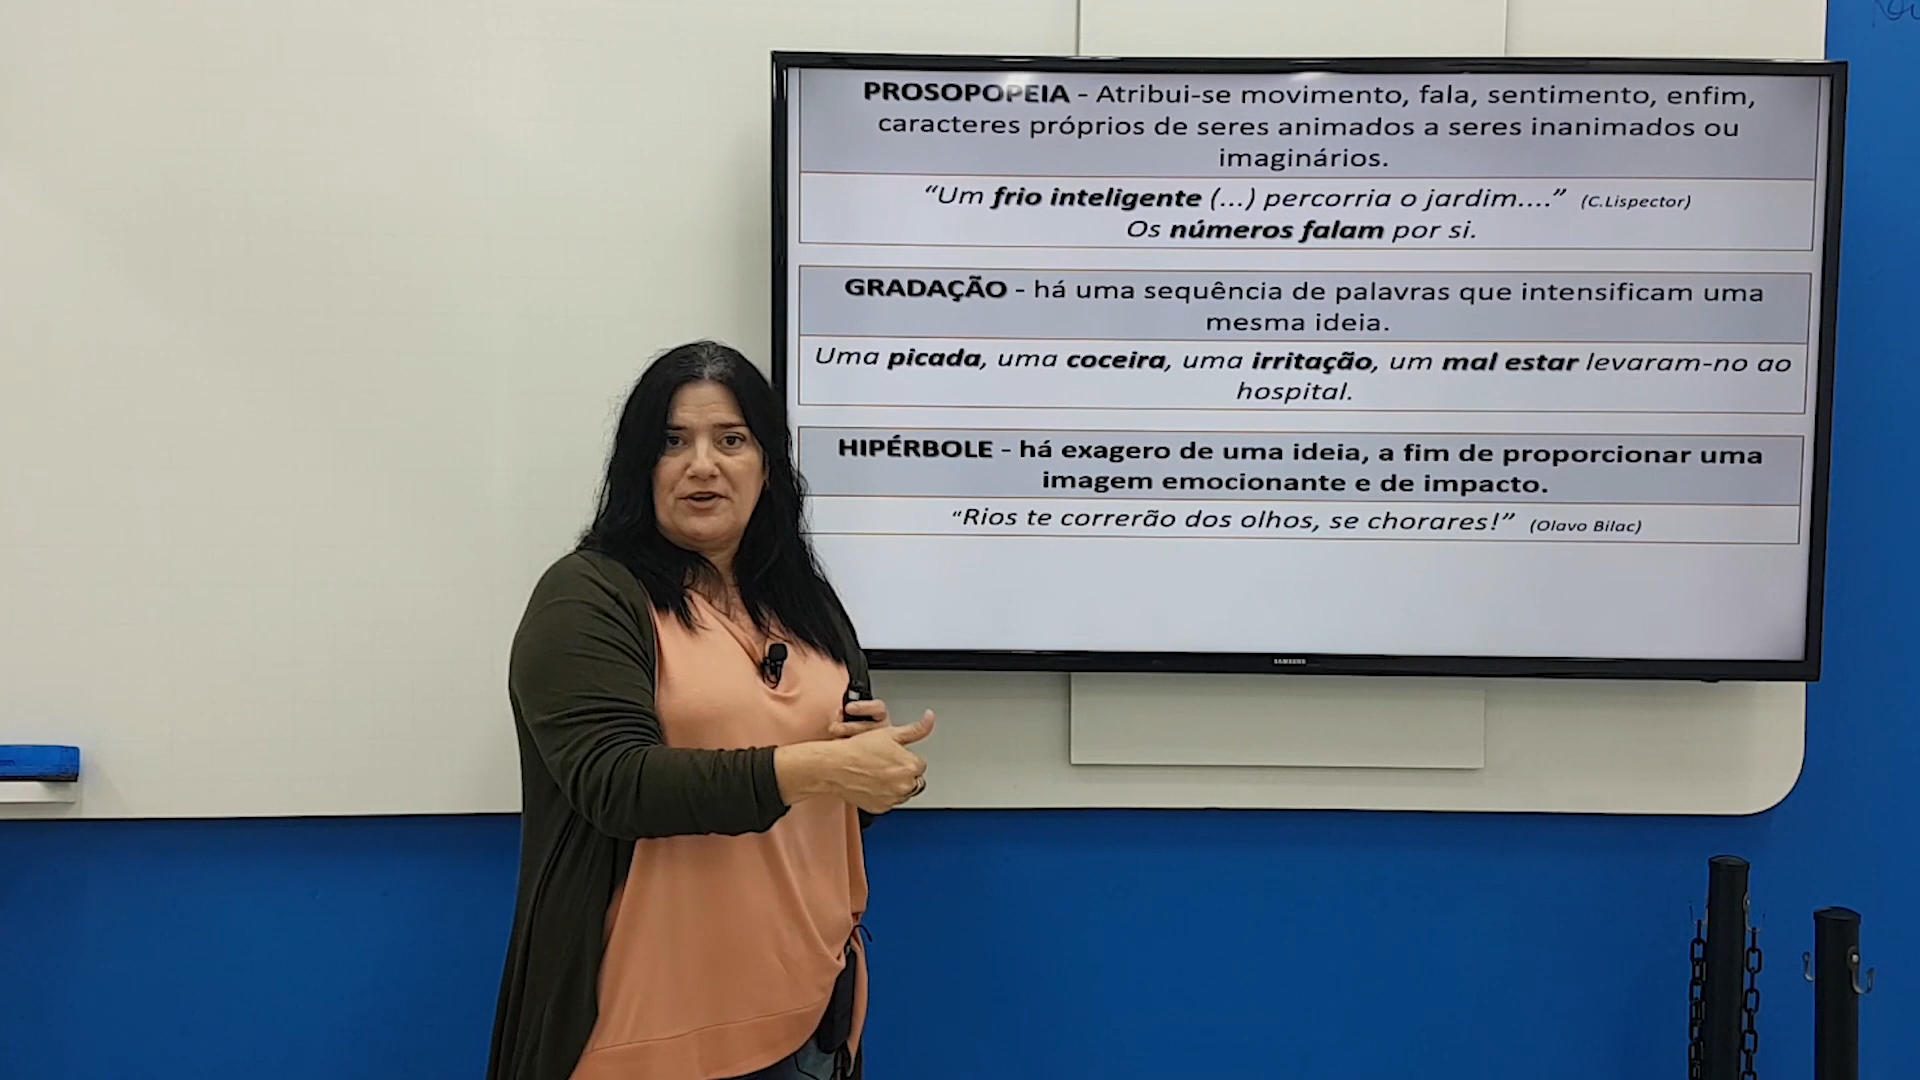 PROSOPOPEIA - Atribui-se movimento, fala, sentimento, enfim,
caracteres próprios de seres animados a seres inanimados ou
imaginários.
“Um frio inteligente (...) percorria o jardim....” (C.Lispector)
Os números falam por si.
GRADAÇÃO - há uma sequência de palavras que intensificam uma
mesma ideia.
Uma picada, uma coceira, uma irritação, um mal estar levaram-no ao
hospital.
HIPÉRBOLE - há exagero de uma ideia, a fim de proporcionar uma
imagem emocionante e de impacto.
“Rios te correrão dos olhos, se chorares!” (Olavo Bilac)
SAMSUNG